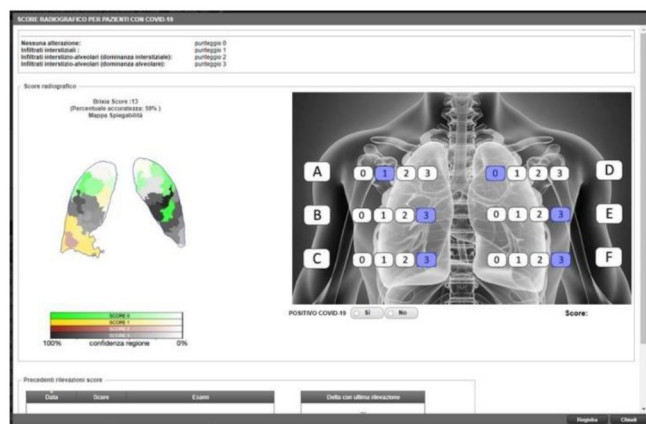 SCORE RADIOGRAFICO PER PAZIENTI CON COVID-19
Nessuna alterazione: punteggio 0
Infiltrati interstiziali : punteggio 1
Infiltrati interstizio-alveolari (dominanza interstiziale): punteggio 2
Infiltrati interstizio-alveolari (dominanza alveolare): punteggio 3
Score radiografico
Brixia Score :13
(Percentuale accuratezza: 59% )
Mappa Spiegabilità
A 0 1 2 3 0 1 2 3 D
B 0 1 2 3 0 1 2 3 E
C 0 1 2 3 0 1 2 3 F
SCORE 0
SCORE 1
SCORE 2
SCORE 3
100% confidenza regione 0%
POSITIVO COVID-19 Si No Score:
Precedenti rilevazioni score
Data Score Esami Delta con ultima rilevazione
Registra Chiudi